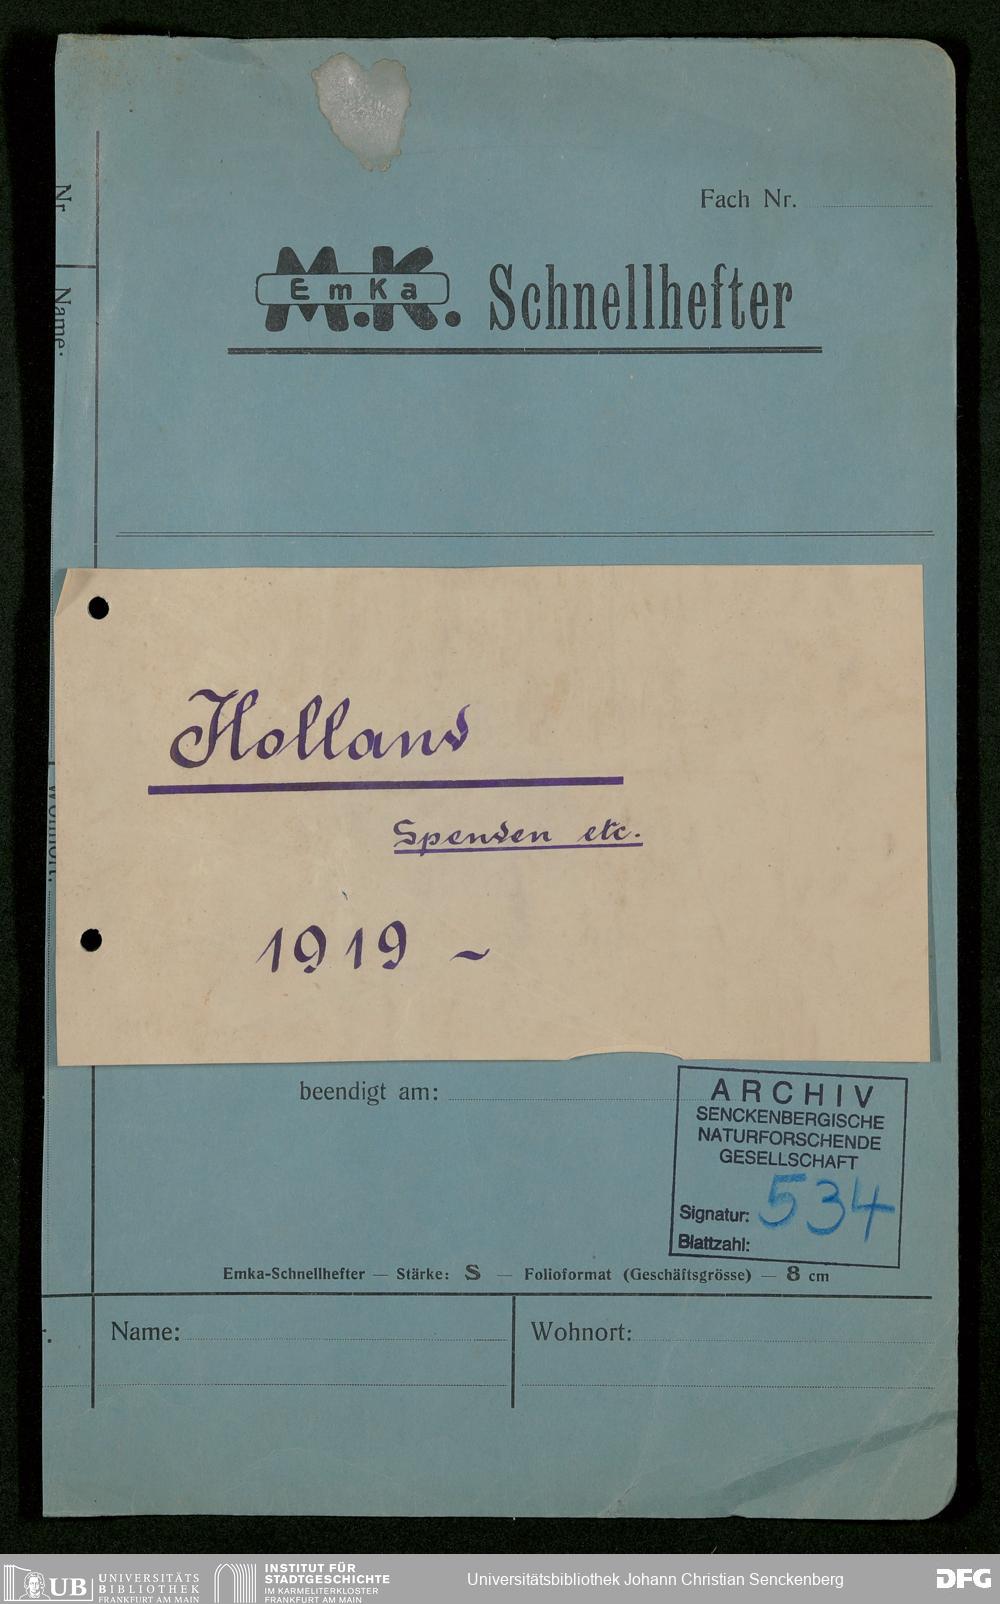 Fach Nr.
Nr.
Name:
M.K.
EmKa
Schnellhefter
Holland
Spenden etc.
1919 ~
Wohnort:
beendigt am:
ARCHIV
SENCKENBERGISCHE
NATURFORSCHENDE
GESELLSCHAFT
Signatur: 534
Blattzahl:
Emka-Schnellhefter — Stärke: S — Folioformat (Geschäftsgrösse) — 8 cm
Name:
Wohnort:
UB UNIVERSITÄTS
BIBLIOTHEK
FRANKFURT AM MAIN
INSTITUT FÜR
STADTGESCHICHTE
IM KARMELITERKLOSTER
FRANKFURT AM MAIN
Universitätsbibliothek Johann Christian Senckenberg
DFG